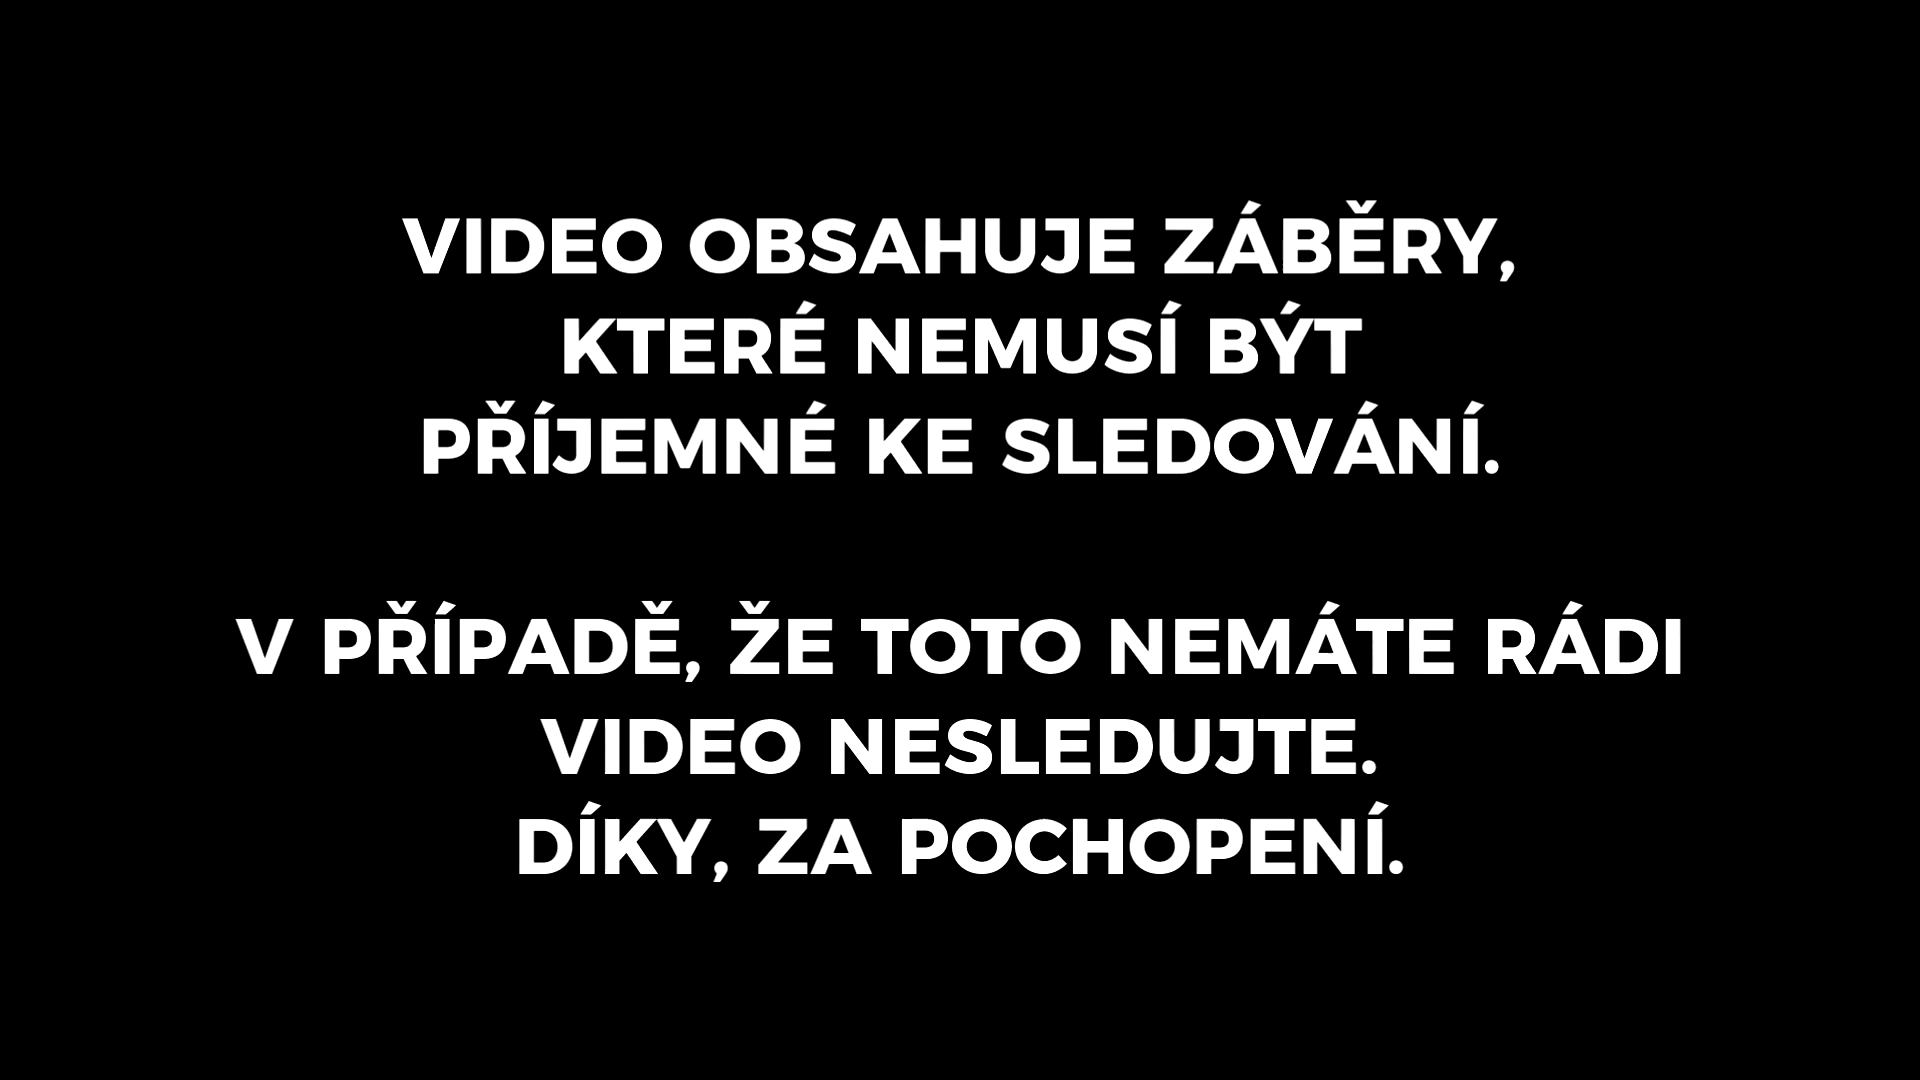 VIDEO OBSAHUJE ZÁBĚRY,
KTERÉ NEMUSÍ BÝT
PŘÍJEMNÉ KE SLEDOVÁNÍ.
V PŘÍPADĚ, ŽE TOTO NEMÁTE RÁDI
VIDEO NESLEDUJTE.
DÍKY, ZA POCHOPENÍ.